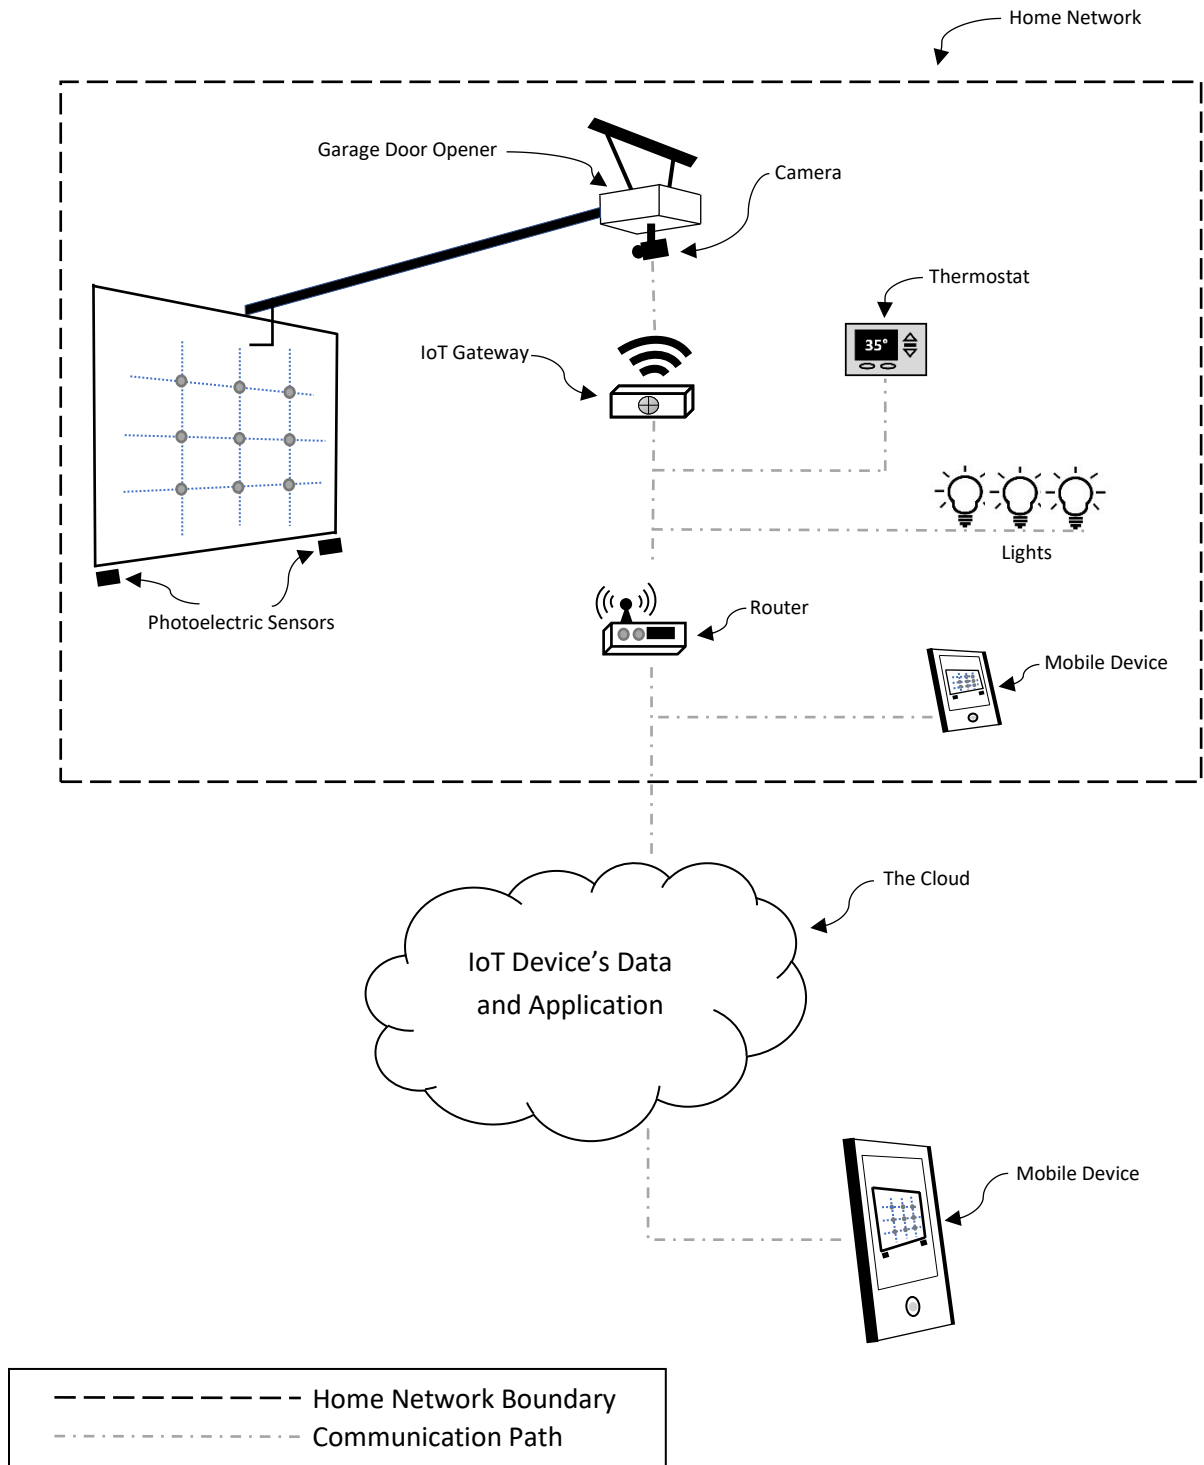 Home Network
Garage Door Opener
Camera
Thermostat
IoT Gateway
35°
Lights
Router
Photoelectric Sensors
Mobile Device
The Cloud
IoT Device’s Data
and Application
Mobile Device
Home Network Boundary
Communication Path